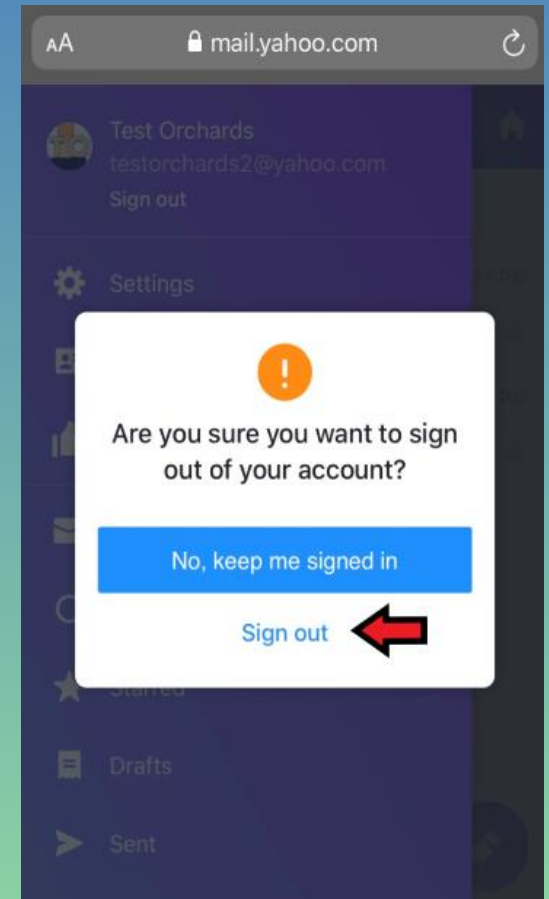 AA
mail.yahoo.com
Test Orchards
testorchards2@yahoo.com
Sign out
Settings
Are you sure you want to sign
out of your account?
No, keep me signed in
Sign out
Starred
Drafts
Sent